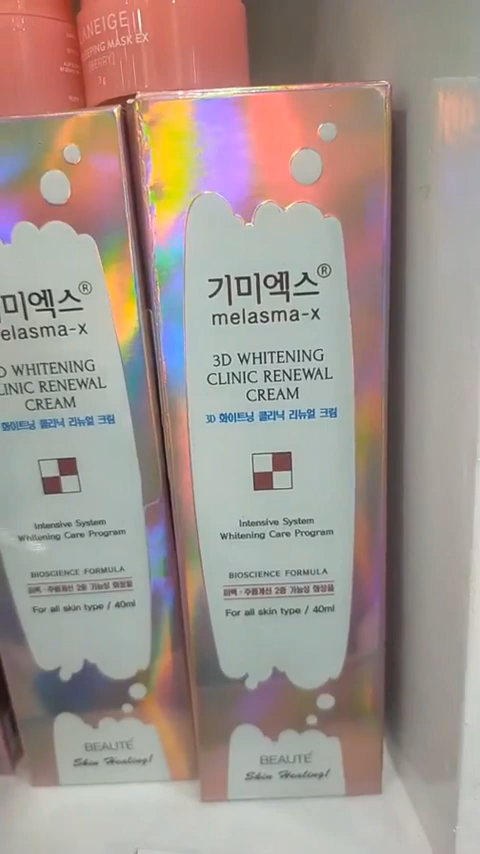 LANEIGE
SLEEPING MASK EX
기미엑스®
melasma-x
3D WHITENING
CLINIC RENEWAL
CREAM
3D 화이트닝 클리닉 리뉴얼 크림
Intensive System
Whitening Care Program
BIOSCIENCE FORMULA
미백 · 주름개선 2중 기능성 화장품
For all skin type / 40ml
BEAUTÉ
Skin Healing!
미엑스®
elasma-x
D WHITENING
LINIC RENEWAL
CREAM
화이트닝 클리닉 리뉴얼 크림
Intensive System
Whitening Care Program
BIOSCIENCE FORMULA
미백 · 주름개선 2중 기능성 화장품
For all skin type / 40ml
BEAUTÉ
Skin Healing!